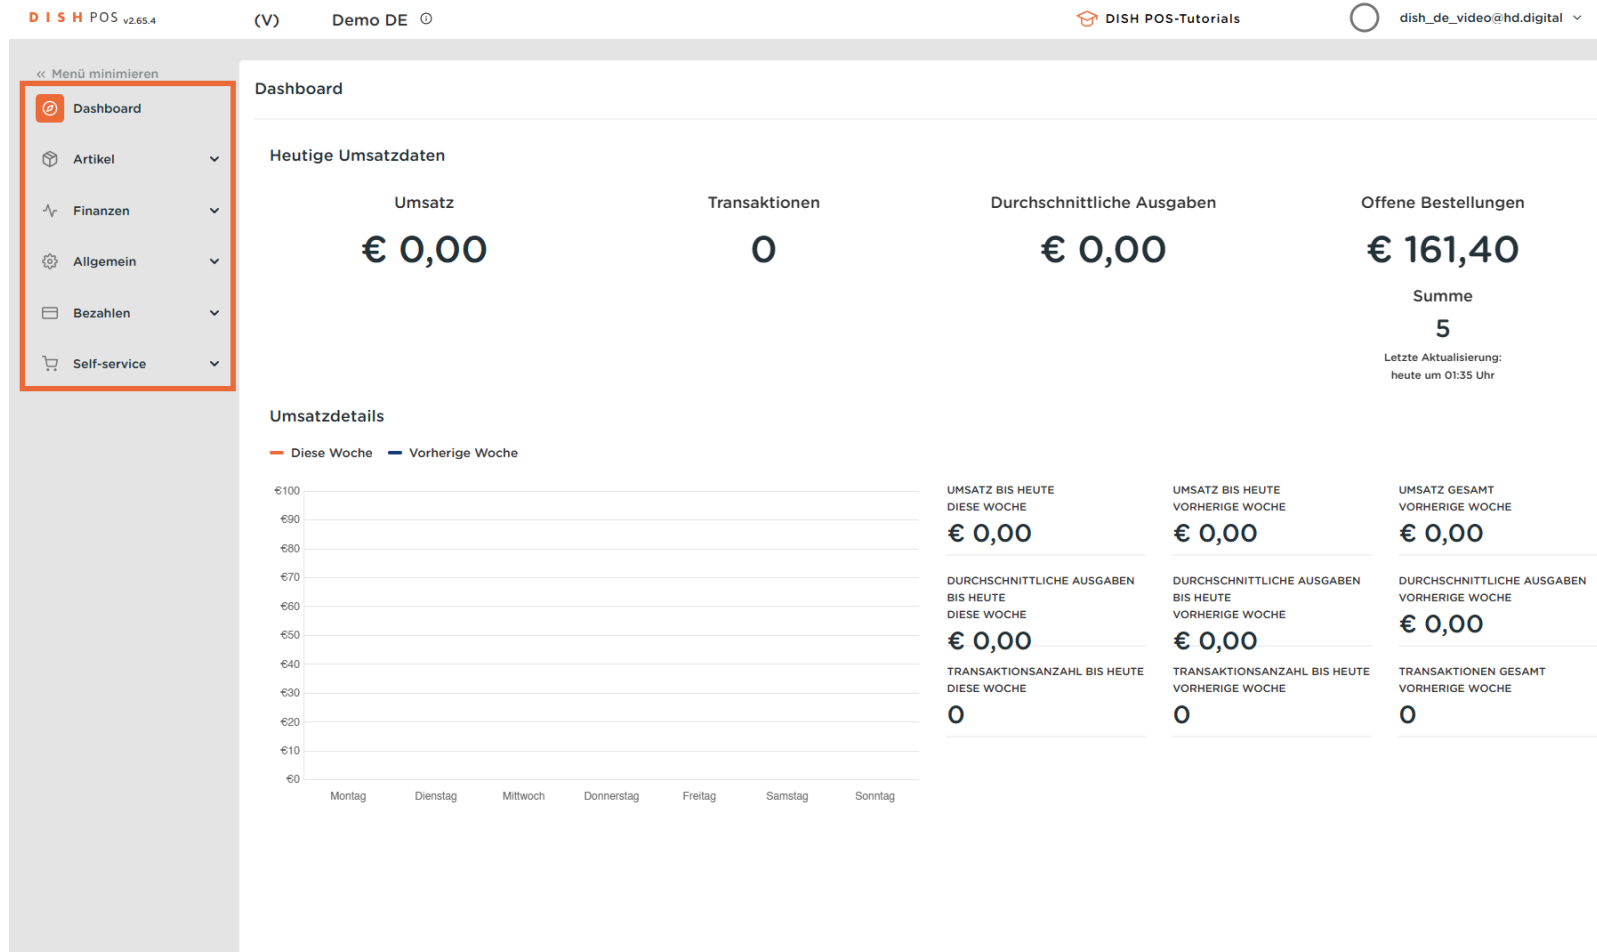 DISH POS v2.65.4
(V) Demo DE
DISH POS-Tutorials
dish_de_video@hd.digital
Menü minimieren
Dashboard
Artikel
Finanzen
Allgemein
Bezahlen
Self-service
Dashboard
Heutige Umsatzdaten
Umsatz
€ 0,00
Transaktionen
0
Durchschnittliche Ausgaben
€ 0,00
Offene Bestellungen
€ 161,40
Summe
5
Letzte Aktualisierung:
heute um 01:35 Uhr
Umsatzdetails
Diese Woche Vorherige Woche
€100
€90
€80
€70
€60
€50
€40
€30
€20
€10
€0
Montag Dienstag Mittwoch Donnerstag Freitag Samstag Sonntag
UMSATZ BIS HEUTE
DIESE WOCHE
€ 0,00
UMSATZ BIS HEUTE
VORHERIGE WOCHE
€ 0,00
UMSATZ GESAMT
VORHERIGE WOCHE
€ 0,00
DURCHSCHNITTLICHE AUSGABEN
BIS HEUTE
DIESE WOCHE
€ 0,00
DURCHSCHNITTLICHE AUSGABEN
BIS HEUTE
VORHERIGE WOCHE
€ 0,00
DURCHSCHNITTLICHE AUSGABEN
VORHERIGE WOCHE
€ 0,00
TRANSAKTIONSANZAHL BIS HEUTE
DIESE WOCHE
0
TRANSAKTIONSANZAHL BIS HEUTE
VORHERIGE WOCHE
0
TRANSAKTIONEN GESAMT
VORHERIGE WOCHE
0